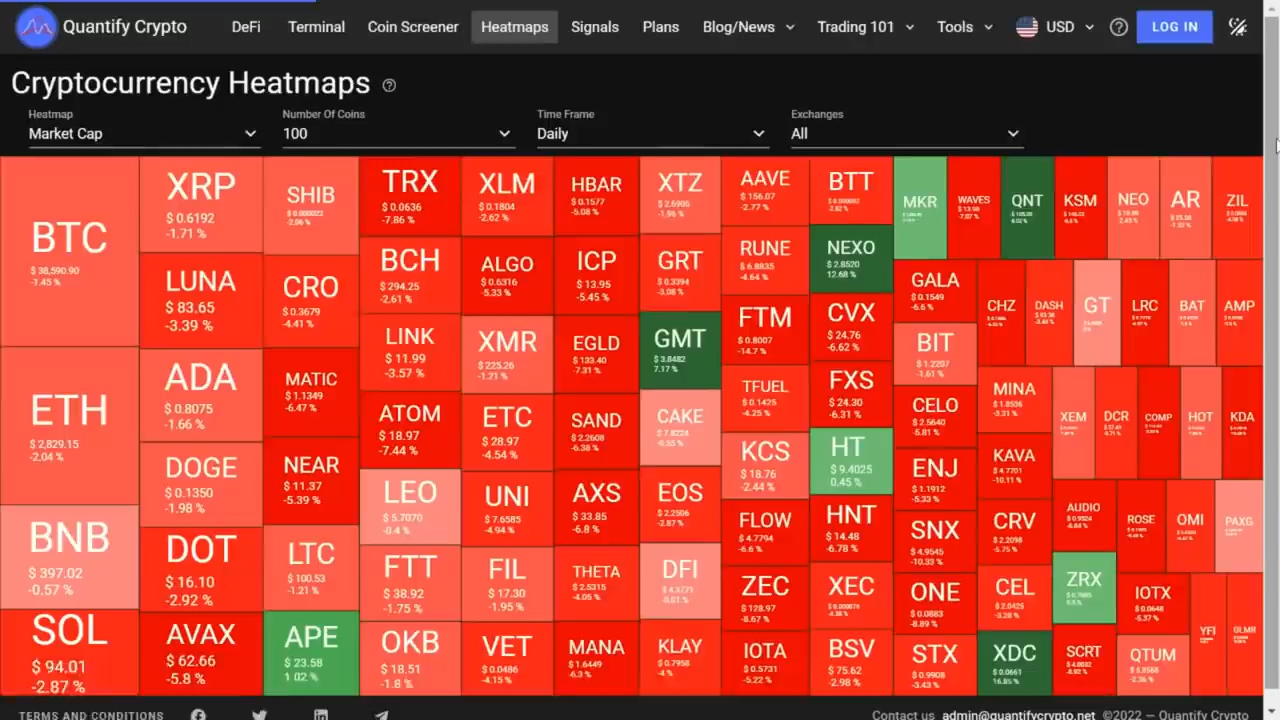 Quantify Crypto
DeFi
Terminal
Coin Screener
Heatmaps
Signals
Plans
Blog/News
Trading 101
Tools
USD
LOG IN
Cryptocurrency Heatmaps
Heatmap
Market Cap
Number Of Coins
100
Time Frame
Daily
Exchanges
All
BTC
$ 38,590.90
-1.45 %
ETH
$ 2,829.15
-2.04 %
BNB
$ 397.02
-0.57 %
SOL
$ 94.01
-2.87 %
XRP
$ 0.6192
-1.71 %
LUNA
$ 83.65
-3.39 %
ADA
$ 0.8075
-1.66 %
DOGE
$ 0.1350
-1.98 %
DOT
$ 16.10
-2.92 %
AVAX
$ 62.66
-5.8 %
SHIB
-2.06 %
CRO
$ 0.3679
-4.41 %
MATIC
$ 1.1349
-6.47 %
NEAR
$ 11.37
-5.39 %
LTC
$ 100.53
-1.21 %
APE
$ 23.58
1.02 %
TRX
$ 0.0636
-7.86 %
BCH
$ 294.25
-2.61 %
LINK
$ 11.99
-3.57 %
ATOM
$ 18.97
-7.44 %
LEO
$ 5.7070
-0.4 %
FTT
$ 38.92
-1.75 %
OKB
$ 18.51
-1.8 %
XLM
$ 0.1804
-2.62 %
ALGO
$ 0.6316
-5.33 %
XMR
$ 225.26
-1.21 %
ETC
$ 28.97
-4.54 %
UNI
$ 7.6585
-4.94 %
FIL
$ 17.30
-1.95 %
VET
$ 0.0486
-4.15 %
HBAR
$ 0.1577
-5.08 %
ICP
$ 13.95
-5.45 %
EGLD
$ 133.40
-7.31 %
SAND
$ 2.2608
-6.38 %
AXS
$ 33.85
-6.8 %
THETA
$ 2.5315
-4.05 %
MANA
$ 1.6449
-6.3 %
XTZ
$ 2.6905
-1.96 %
GRT
$ 0.3394
-3.08 %
GMT
$ 3.8482
7.17 %
CAKE
$ 7.8224
-0.55 %
EOS
$ 2.2506
-2.87 %
DFI
KLAY
$ 0.7958
-4 %
AAVE
$ 156.07
-2.77 %
RUNE
$ 6.8835
-4.64 %
FTM
$ 0.8007
-14.7 %
TFUEL
$ 0.1425
-4.25 %
KCS
$ 18.76
-2.44 %
FLOW
$ 4.7794
-6.6 %
ZEC
$ 128.97
-8.67 %
IOTA
$ 0.5731
-5.22 %
BTT
NEXO
$ 2.8520
12.68 %
CVX
$ 24.76
-6.62 %
FXS
$ 24.30
-6.31 %
HT
$ 9.4025
0.45 %
HNT
$ 14.48
-6.78 %
XEC
BSV
$ 75.62
-2.98 %
MKR
WAVES
QNT
KSM
NEO
AR
ZIL
GALA
$ 0.1549
-6.6 %
BIT
$ 1.2207
-1.61 %
CELO
$ 2.5640
-5.81 %
ENJ
$ 1.1912
-5.33 %
SNX
$ 4.9545
-10.33 %
ONE
$ 0.0883
-8.89 %
STX
$ 0.9908
-3.43 %
CHZ
DASH
GT
LRC
BAT
AMP
MINA
$ 1.8536
-3.31 %
KAVA
$ 4.7701
-10.11 %
CRV
$ 2.2098
-5.75 %
CEL
$ 2.0425
-3.28 %
XDC
$ 0.0661
16.85 %
XEM
DCR
COMP
HOT
KDA
AUDIO
ROSE
OMI
PAXG
ZRX
IOTX
$ 0.0648
-5.37 %
SCRT
QTUM
YFI
GLMR
TERMS AND CONDITIONS
Contact us admin@quantifycrypto.net ©2022 — Quantify Crypto